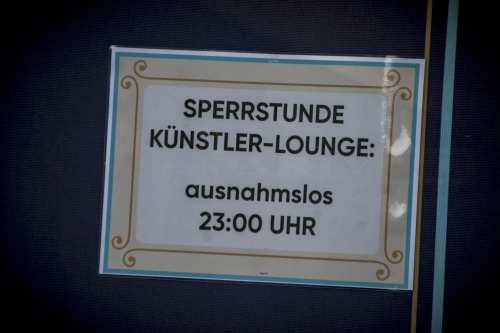 SPERRSTUNDE
KÜNSTLER-LOUNGE:
ausnahmslos
23:00 UHR